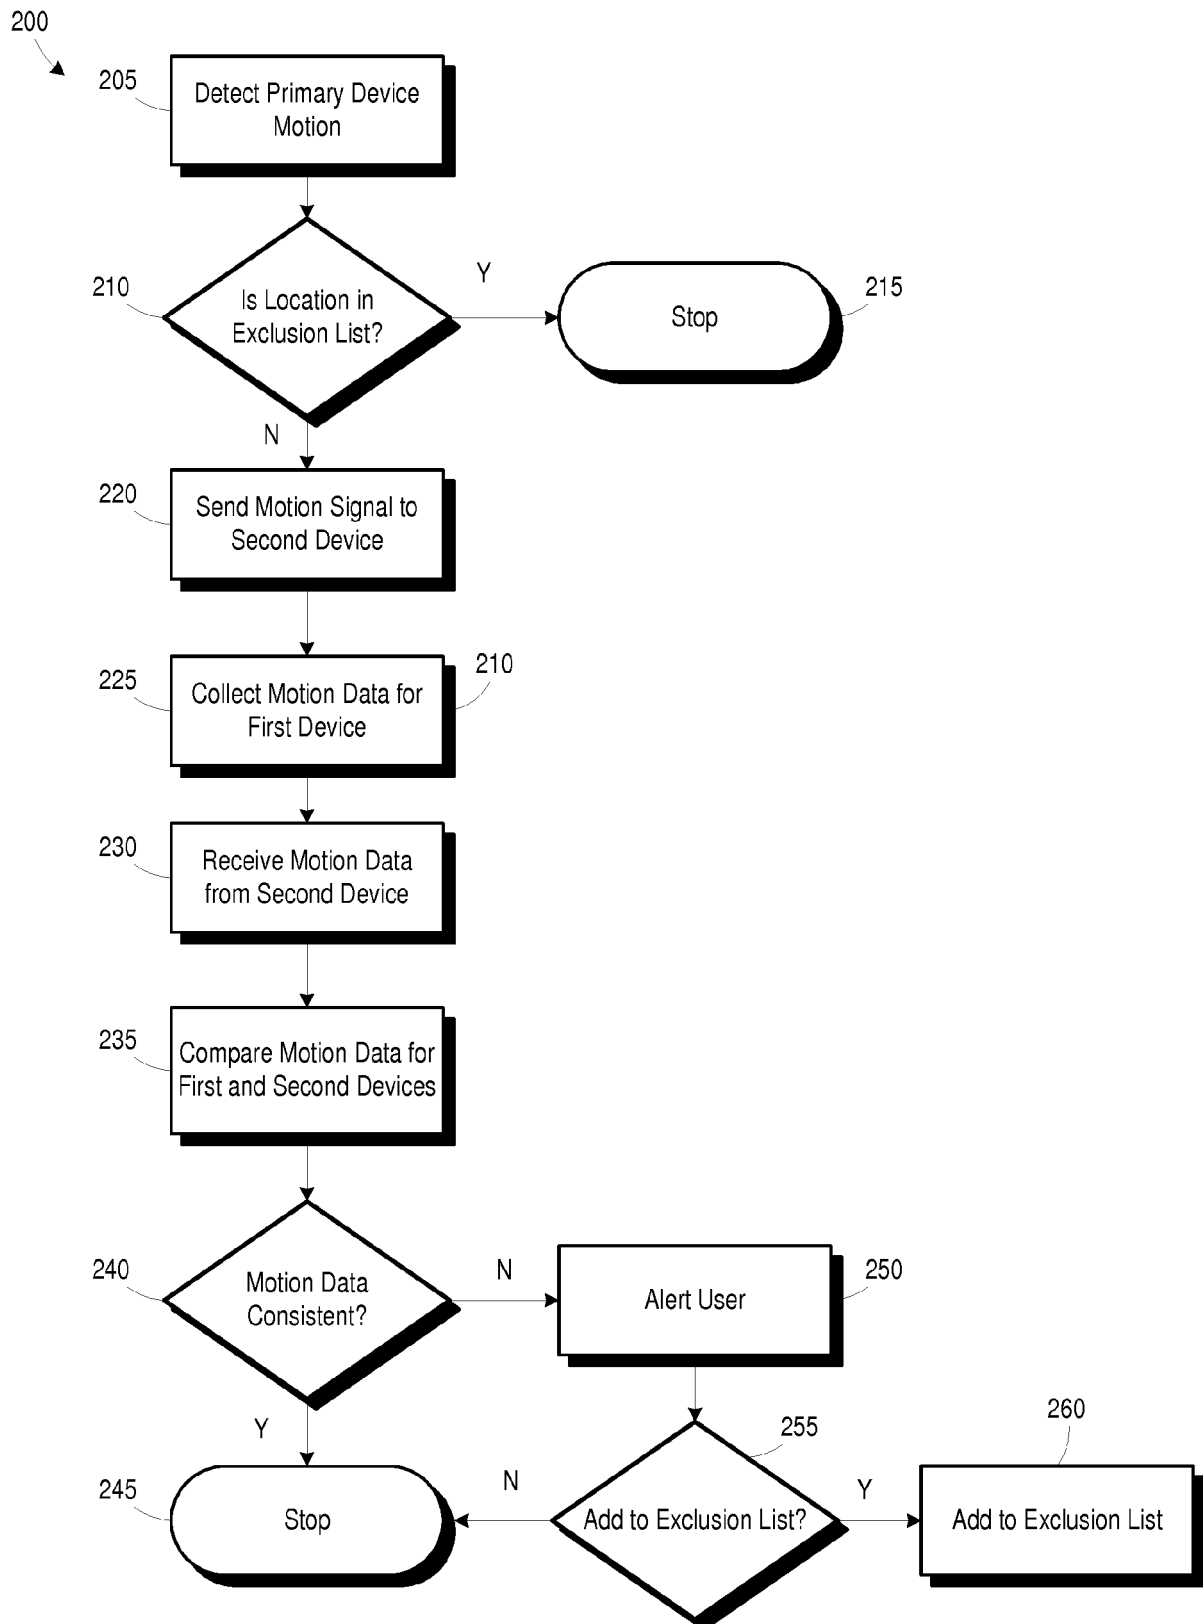 200
205
Detect Primary Device
Motion
210
Is Location in
Exclusion List?
Y
Stop
215
N
220
Send Motion Signal to
Second Device
225
Collect Motion Data for
First Device
210
230
Receive Motion Data
from Second Device
235
Compare Motion Data for
First and Second Devices
240
Motion Data
Consistent?
N
Alert User
250
Y
245
Stop
N
255
Add to Exclusion List?
Y
260
Add to Exclusion List